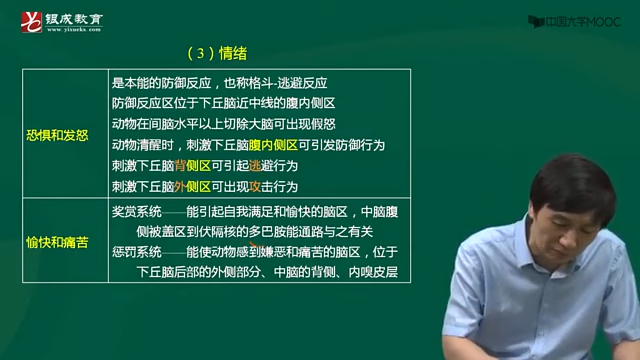 银成教育
www.yixueks.com
中国大学MOOC
（3）情绪
恐惧和发怒
是本能的防御反应，也称格斗-逃避反应
防御反应区位于下丘脑近中线的腹内侧区
动物在间脑水平以上切除大脑可出现假怒
动物清醒时，刺激下丘脑腹内侧区可引发防御行为
刺激下丘脑背侧区可引起逃避行为
刺激下丘脑外侧区可出现攻击行为
愉快和痛苦
奖赏系统——能引起自我满足和愉快的脑区，中脑腹
侧被盖区到伏隔核的多巴胺能通路与之有关
惩罚系统——能使动物感到嫌恶和痛苦的脑区，位于
下丘脑后部的外侧部分、中脑的背侧、内嗅皮层